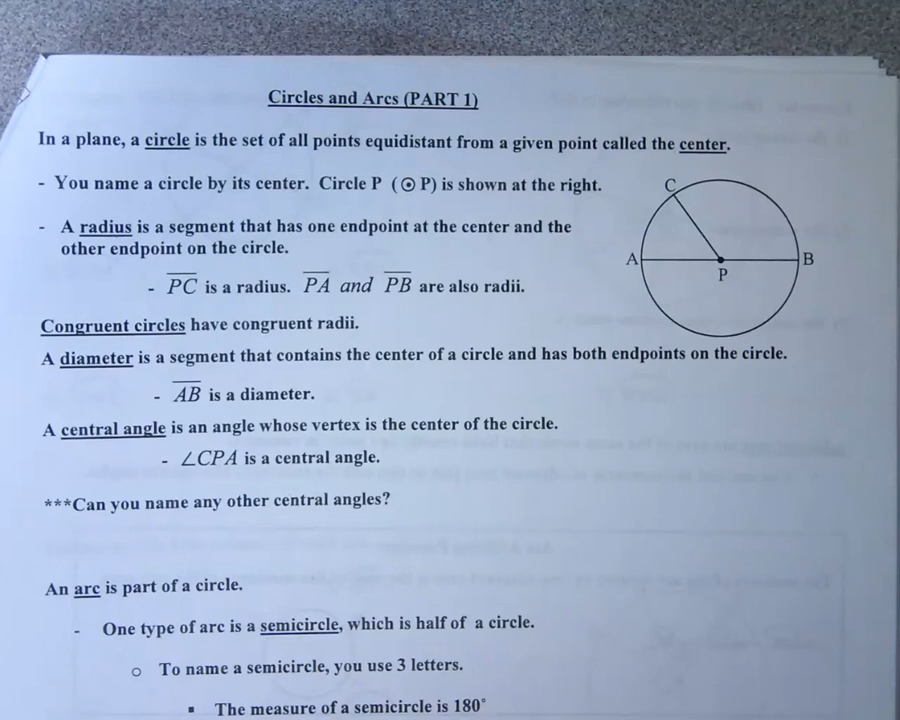 Circles and Arcs (PART 1)
In a plane, a circle is the set of all points equidistant from a given point called the center.
- You name a circle by its center. Circle P (⊙ P) is shown at the right.
- A radius is a segment that has one endpoint at the center and the
other endpoint on the circle.
- P̅C̅ is a radius. P̅A̅ and P̅B̅ are also radii.
C
A
B
P
Congruent circles have congruent radii.
A diameter is a segment that contains the center of a circle and has both endpoints on the circle.
- A̅B̅ is a diameter.
A central angle is an angle whose vertex is the center of the circle.
- ∠CPA is a central angle.
***Can you name any other central angles?
An arc is part of a circle.
- One type of arc is a semicircle, which is half of a circle.
o To name a semicircle, you use 3 letters.
▪ The measure of a semicircle is 180°